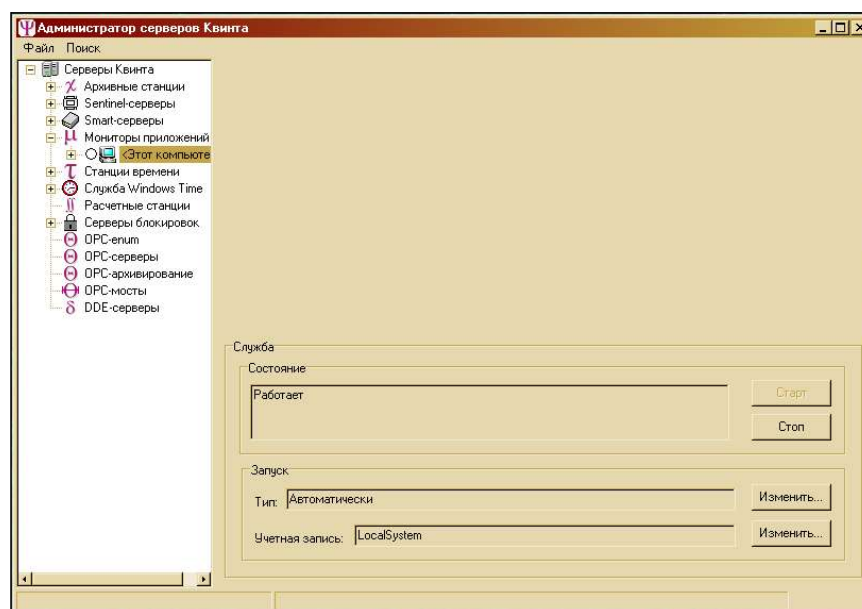 Администратор серверов Квинта
Файл Поиск
Серверы Квинта
Архивные станции
Sentinel-серверы
Smart-серверы
Мониторы приложений
<Этот компьюте
Станции времени
Служба Windows Time
Расчетные станции
Серверы блокировок
OPC-enum
OPC-серверы
OPC-архивирование
OPC-мосты
DDE-серверы
Служба
Состояние
Работает
Старт
Стоп
Запуск
Тип: Автоматически Изменить...
Учетная запись: LocalSystem Изменить...